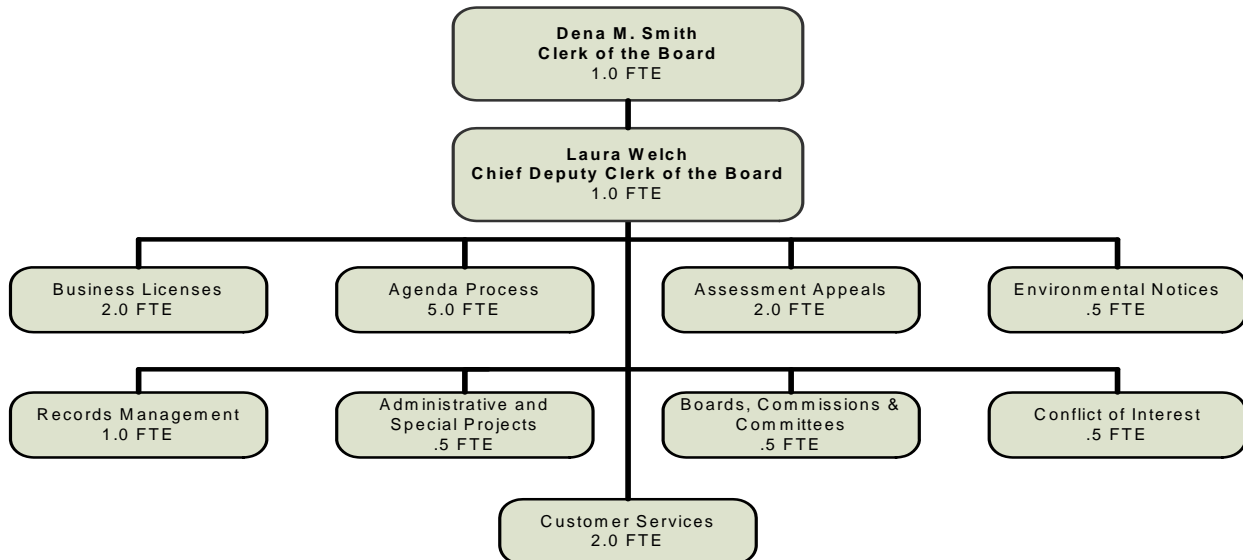 Dena M. Smith
Clerk of the Board
1.0 FTE
Laura Welch
Chief Deputy Clerk of the Board
1.0 FTE
Business Licenses
2.0 FTE
Agenda Process
5.0 FTE
Assessment Appeals
2.0 FTE
Environmental Notices
.5 FTE
Records Management
1.0 FTE
Administrative and
Special Projects
.5 FTE
Boards, Commissions &
Committees
.5 FTE
Conflict of Interest
.5 FTE
Customer Services
2.0 FTE